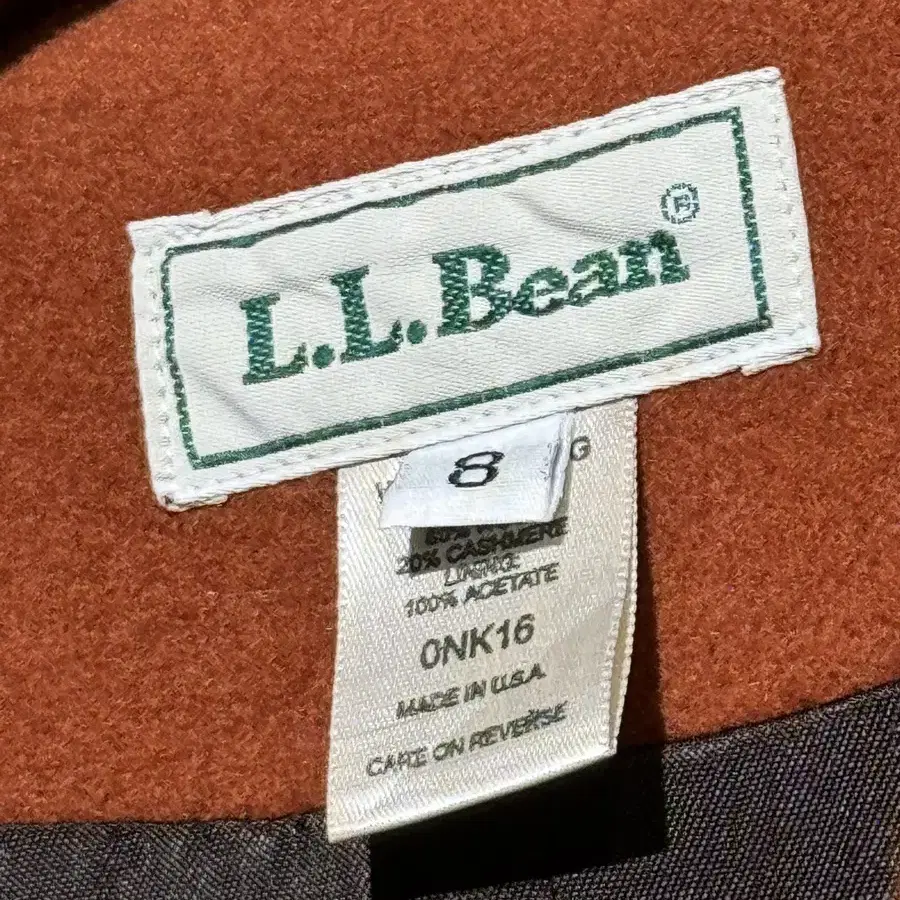 L.L.Bean®
8
G
20% CASHMERE
LINING:
100% ACETATE
0NK16
MADE IN U.S.A.
CARE ON REVERSE